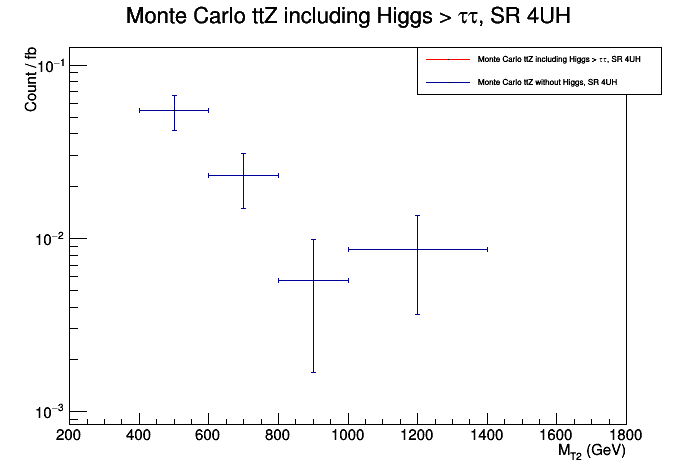 Monte Carlo ttZ including Higgs > ττ, SR 4UH
Count / fb
Monte Carlo ttZ including Higgs > ττ, SR 4UH
Monte Carlo ttZ without Higgs, SR 4UH
10⁻¹
10⁻²
10⁻³
200 400 600 800 1000 1200 1400 1600 1800
M_T2 (GeV)